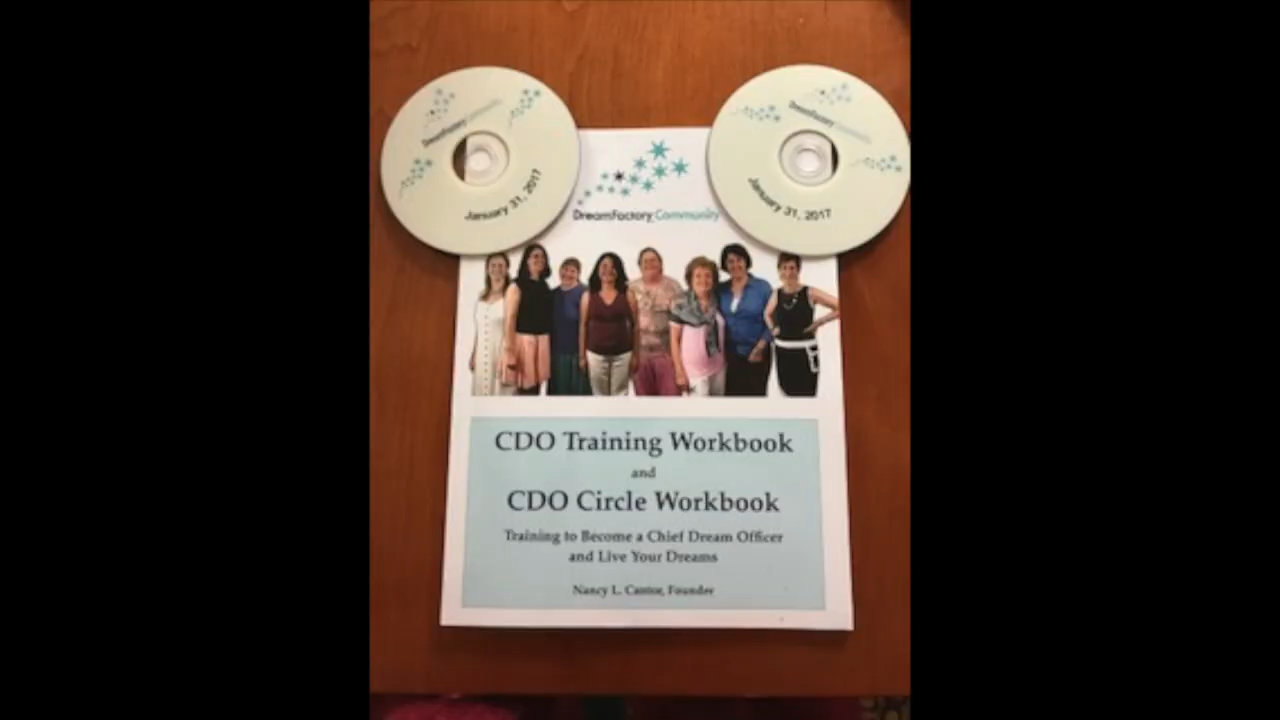 DreamFactory Community
January 31, 2017
DreamFactory Community
January 31, 2017
DreamFactory Community
CDO Training Workbook
and
CDO Circle Workbook
Training to Become a Chief Dream Officer
and Live Your Dreams
Nancy L. Cantor, Founder